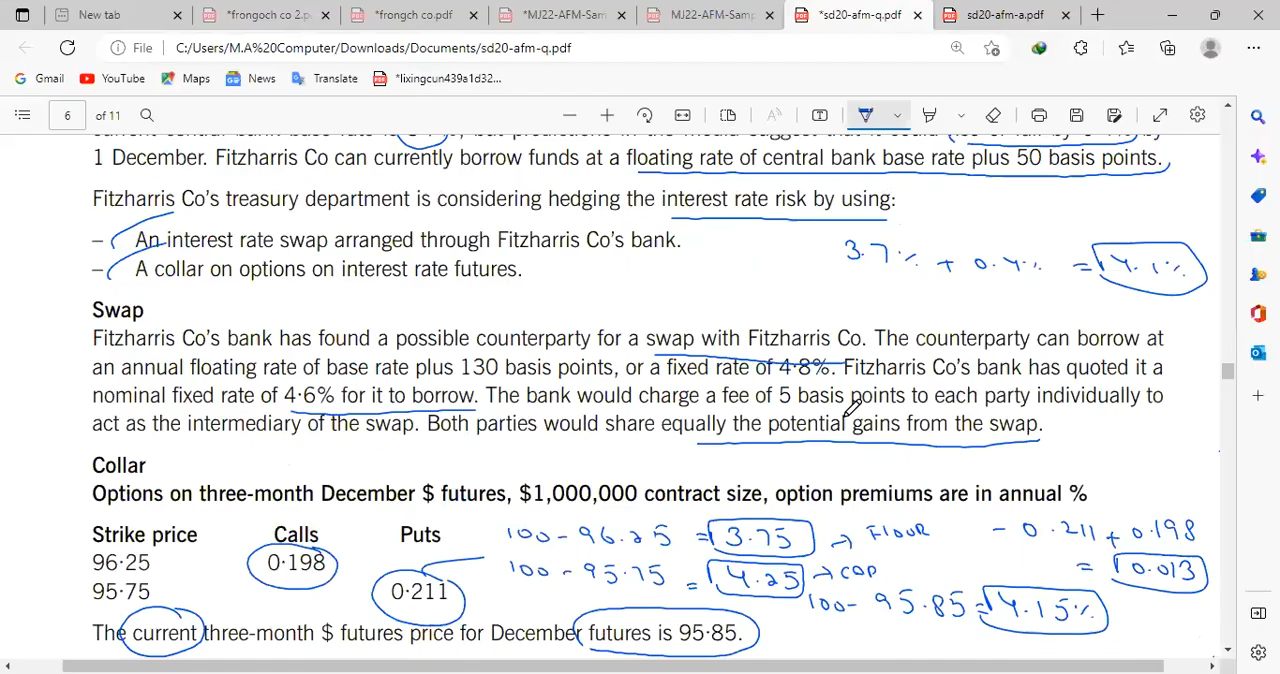 New tab
*frongoch co 2.p
*frongch co.pdf
*MJ22-AFM-Sam
MJ22-AFM-Samp
*sd20-afm-q.pdf
sd20-afm-a.pdf
File C:/Users/M.A%20Computer/Downloads/Documents/sd20-afm-q.pdf
Gmail YouTube Maps News Translate *lixingcun439a1d32...
6 of 11
1 December. Fitzharris Co can currently borrow funds at a floating rate of central bank base rate plus 50 basis points.
Fitzharris Co's treasury department is considering hedging the interest rate risk by using:
– An interest rate swap arranged through Fitzharris Co's bank.
– A collar on options on interest rate futures.
3.7% + 0.4% = 4.1%
Swap
Fitzharris Co's bank has found a possible counterparty for a swap with Fitzharris Co. The counterparty can borrow at
an annual floating rate of base rate plus 130 basis points, or a fixed rate of 4·8%. Fitzharris Co's bank has quoted it a
nominal fixed rate of 4·6% for it to borrow. The bank would charge a fee of 5 basis points to each party individually to
act as the intermediary of the swap. Both parties would share equally the potential gains from the swap.
Collar
Options on three-month December $ futures, $1,000,000 contract size, option premiums are in annual %
Strike price Calls Puts
96·25 0·198
95·75 0·211
100 - 96.25 = 3.75 → FLOOR
100 - 95.75 = 4.25 → CAP
100 - 95.85 = 4.15%
- 0.211 + 0.198
= 0.013
The current three-month $ futures price for December futures is 95·85.